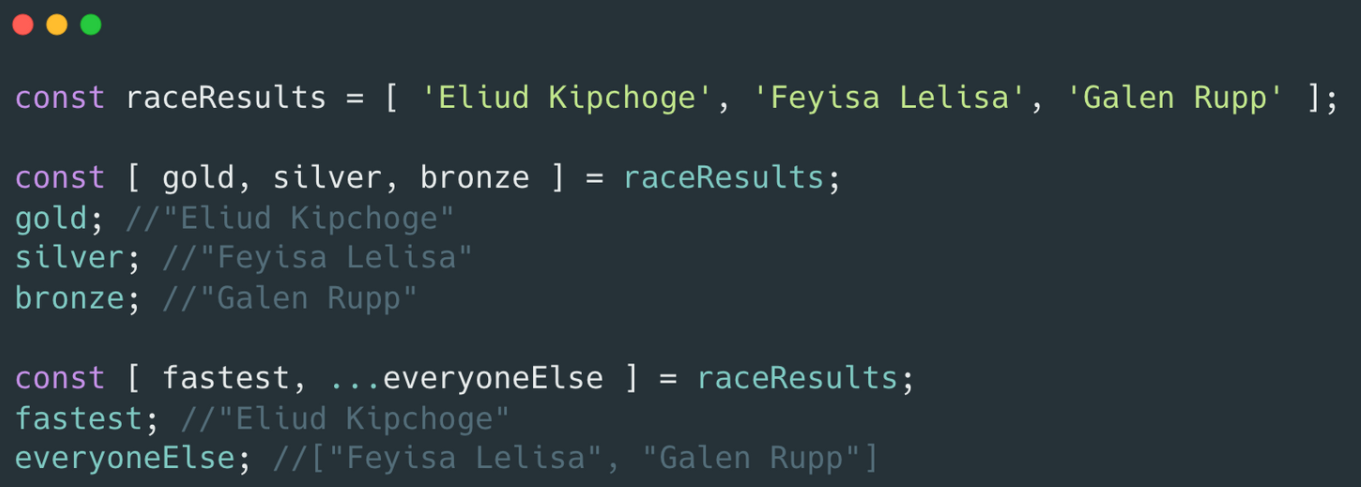 const raceResults = [ 'Eliud Kipchoge', 'Feyisa Lelisa', 'Galen Rupp' ];
const [ gold, silver, bronze ] = raceResults;
gold; //"Eliud Kipchoge"
silver; //"Feyisa Lelisa"
bronze; //"Galen Rupp"
const [ fastest, ...everyoneElse ] = raceResults;
fastest; //"Eliud Kipchoge"
everyoneElse; //["Feyisa Lelisa", "Galen Rupp"]